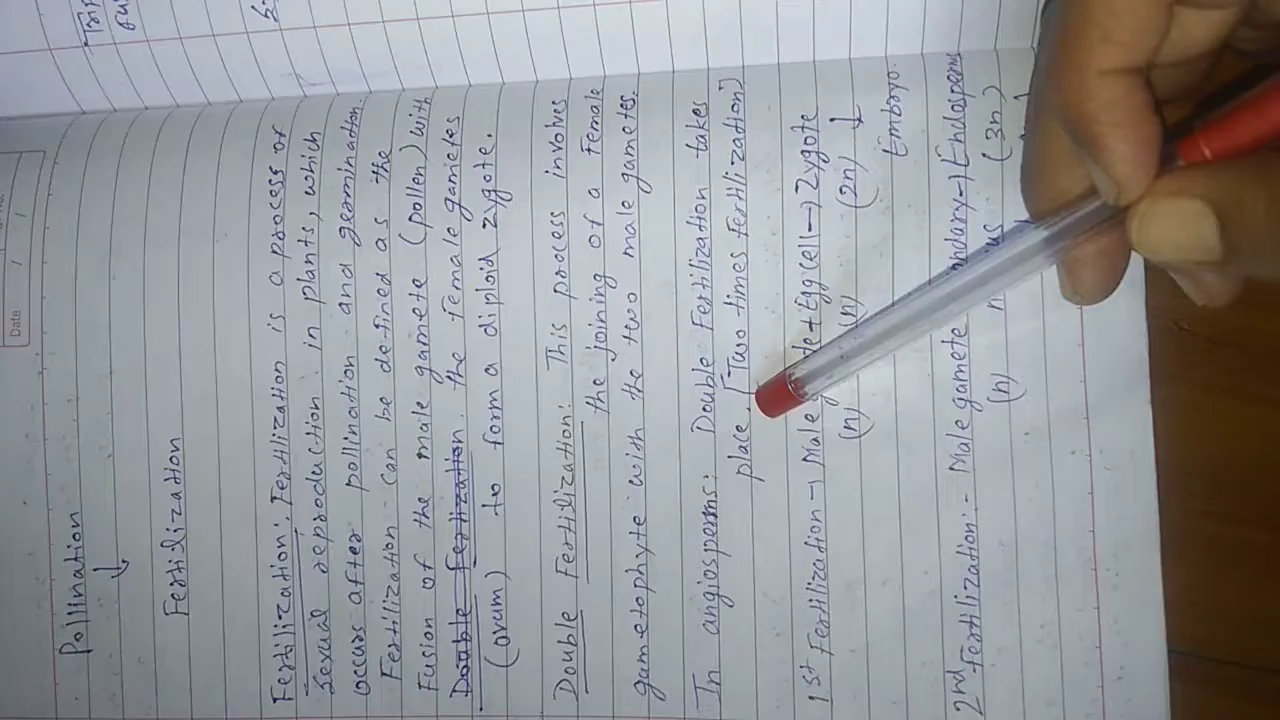 Date
Pollination
↓
Fertilization
Fertilization: Fertilization is a process of
sexual reproduction in plants, which
occurs after pollination and germination.
Fertilization can be defined as the
fusion of the male gamete (pollen) with
Double Fertization. the female gametes
(ovum) to form a diploid zygote.
Double Fertilization: This process involves
the joining of a female
gametophyte with the two male gametes.
In angiosperms: Double Fertilization takes
place. [Two times fertilization]
1st Fertilization → Male + Eggcell → Zygote
(n) (n) (2n) ↓
Embryo.
2nd Fertilization:- Male gamete → Endosperm
(n) (3n)